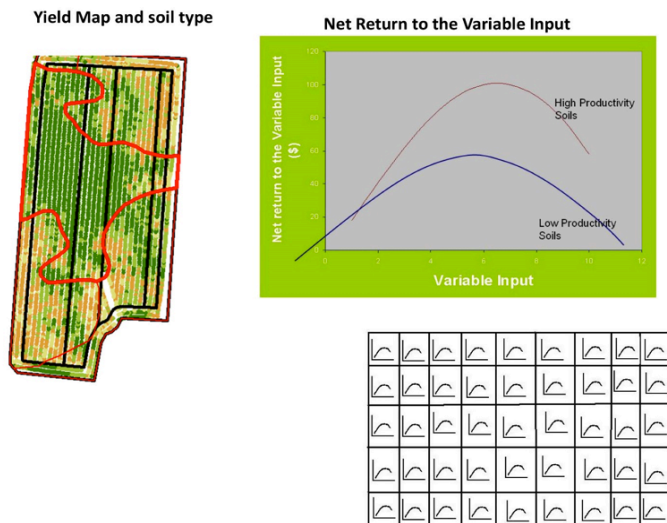 Yield Map and soil type
Net Return to the Variable Input
Net return to the Variable Input
($)
120
100
80
60
40
20
0
High Productivity
Soils
Low Productivity
Soils
0
2
4
6
8
10
12
Variable Input